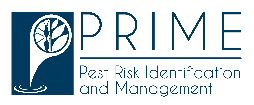 PRIME
Pest Risk Identification
and Management